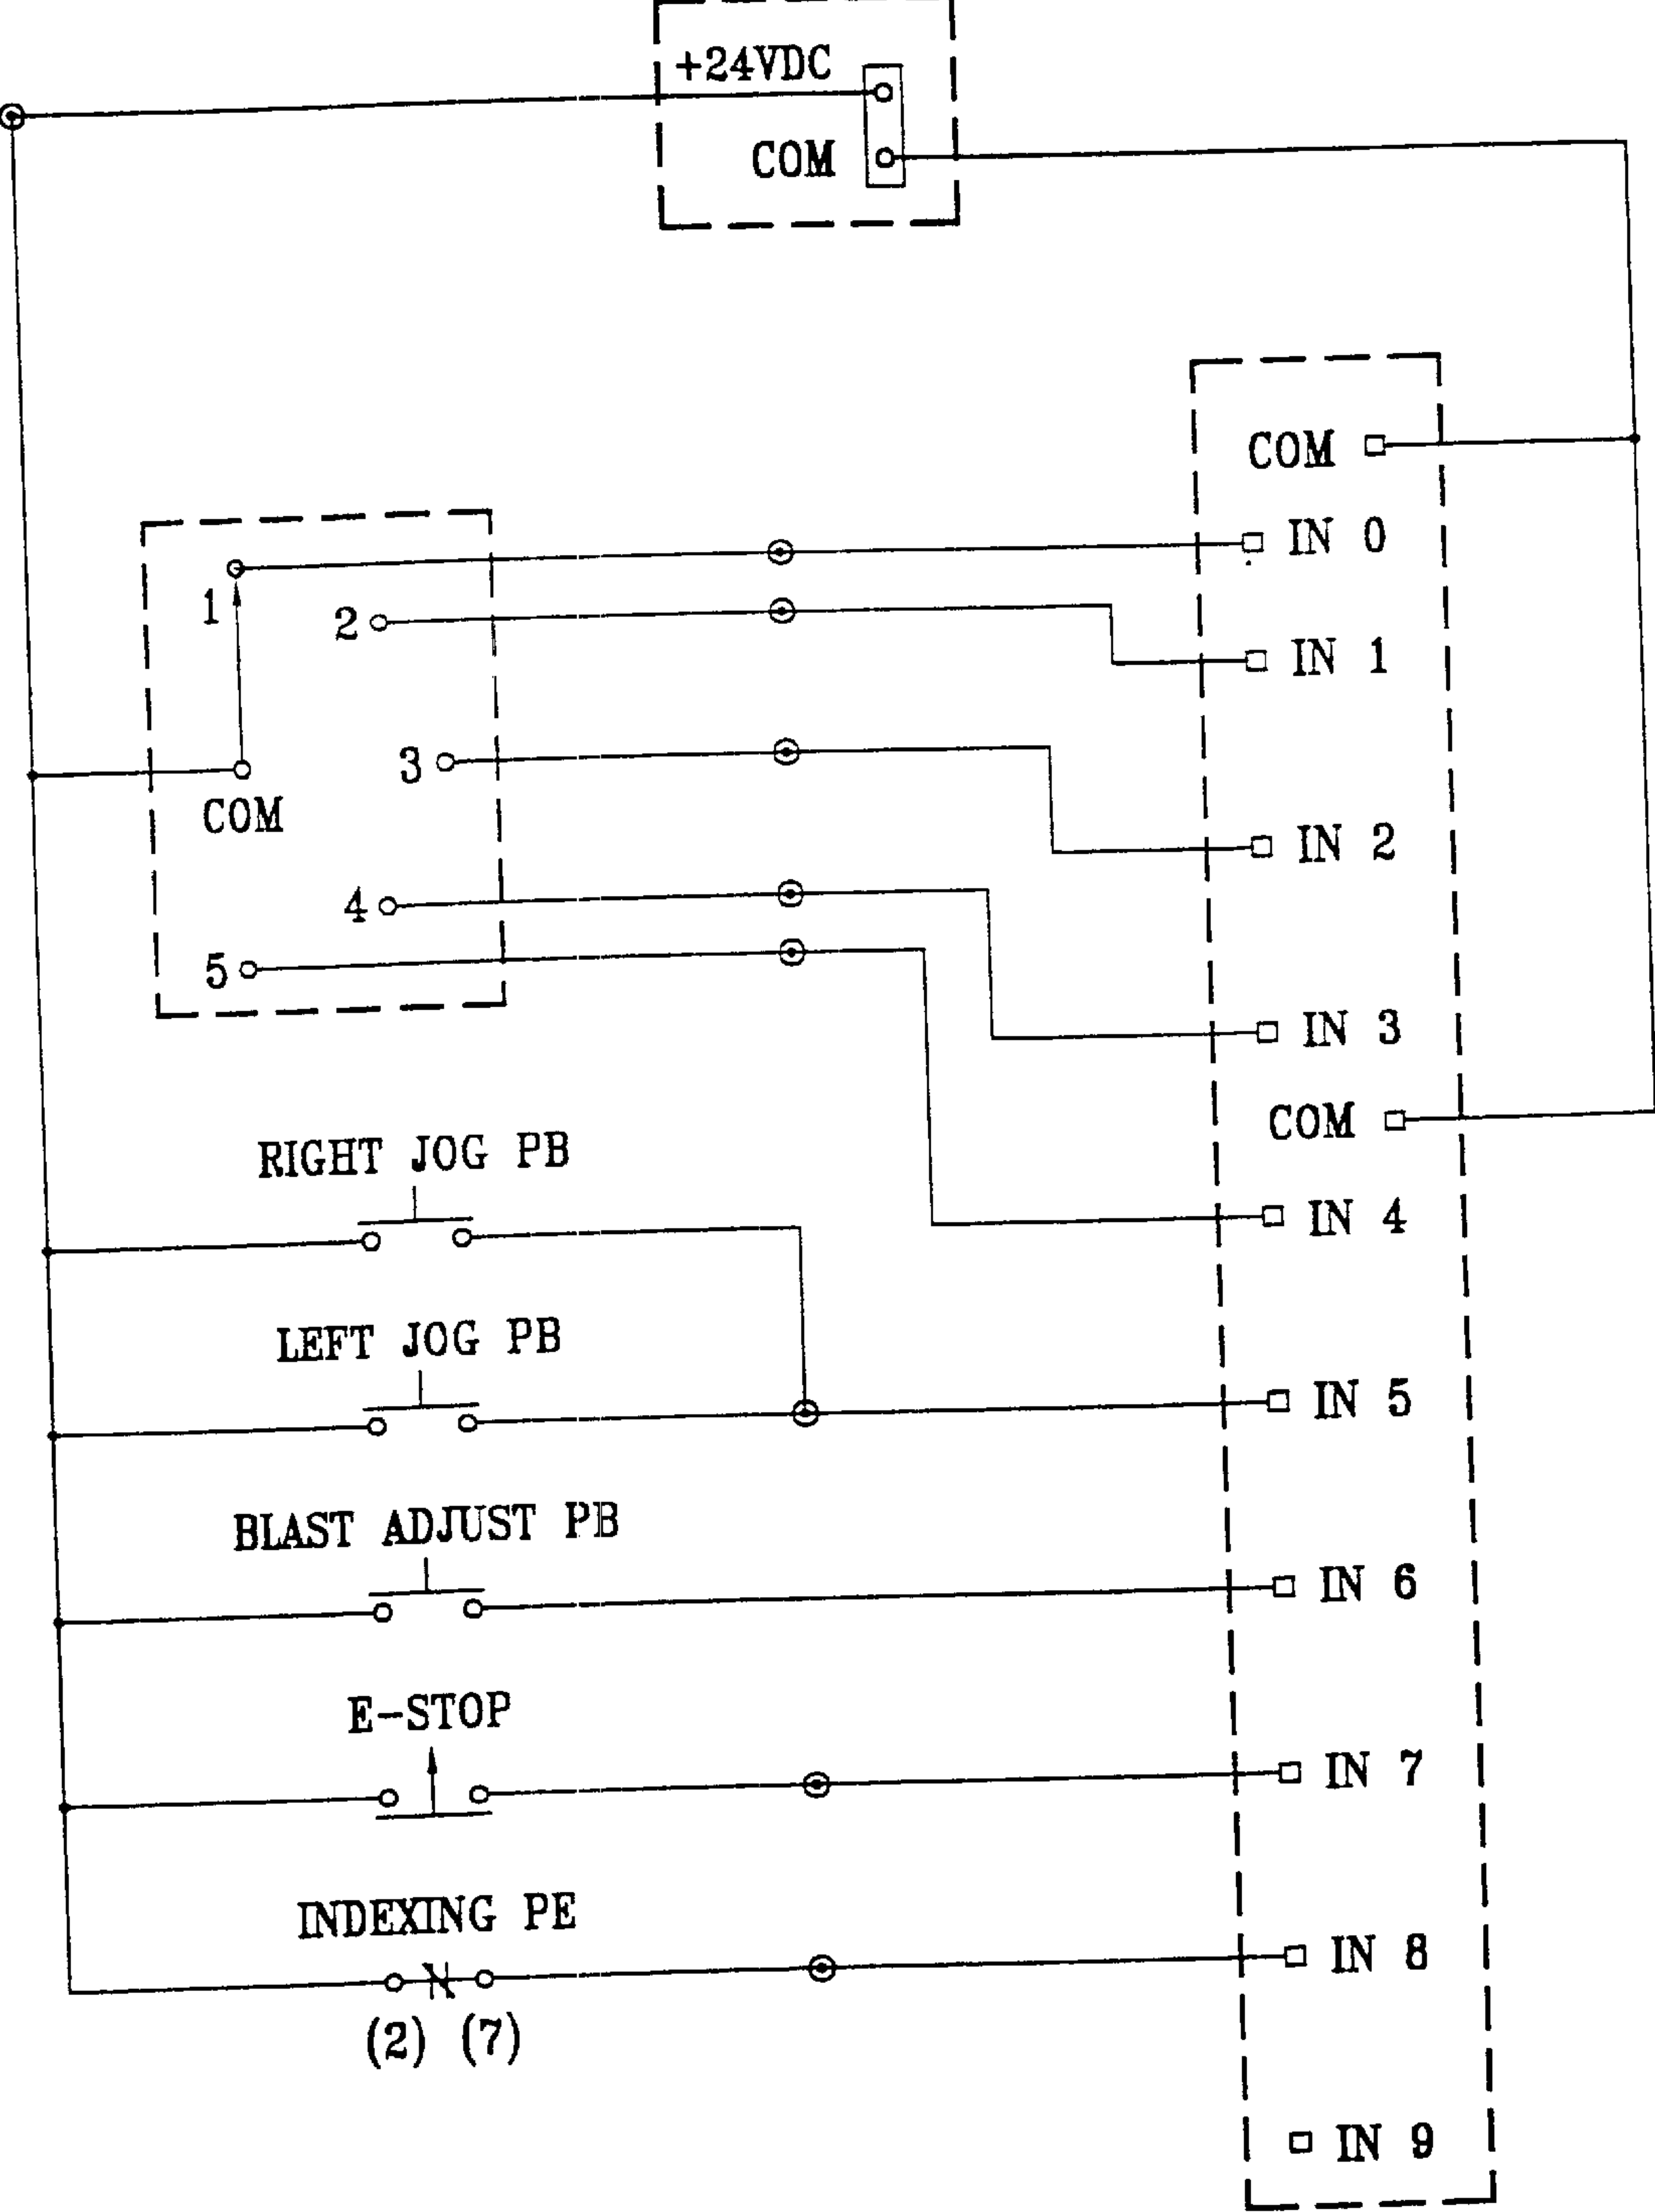 +24VDC
COM
COM
IN 0
1
2
IN 1
3
COM
IN 2
4
5
IN 3
COM
RIGHT JOG PB
IN 4
LEFT JOG PB
IN 5
BLAST ADJUST PB
IN 6
E-STOP
IN 7
INDEXING PE
IN 8
(2) (7)
IN 9